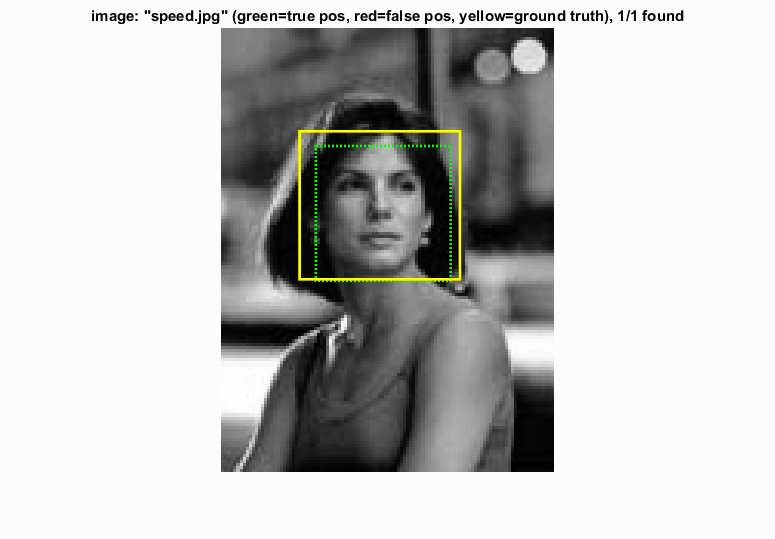 image: "speed.jpg" (green=true pos, red=false pos, yellow=ground truth), 1/1 found